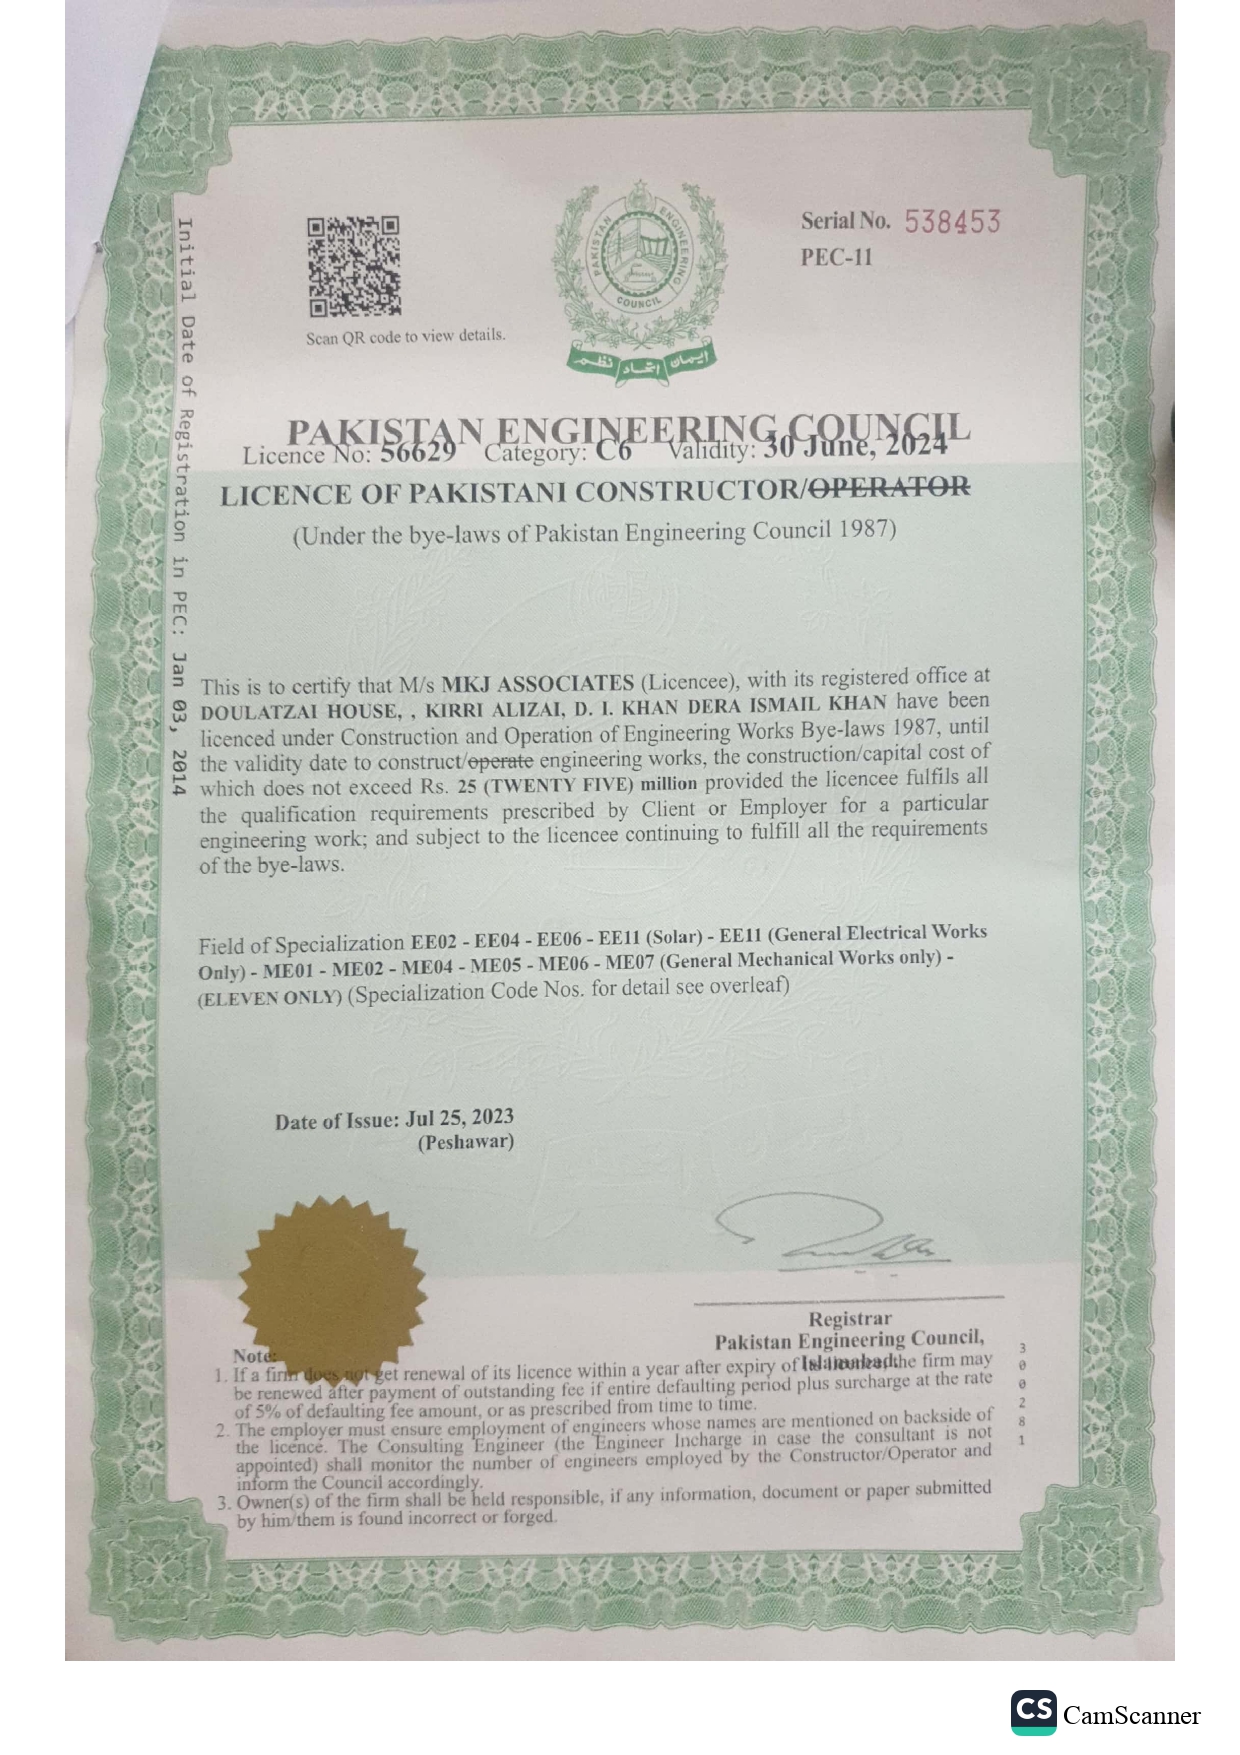 Initial Date of Registration in PEC: Jan 03, 2014
Scan QR code to view details.
PAKISTAN ENGINEERING COUNCIL
ایمان اتحاد نظم
Serial No. 538453
PEC-11
PAKISTAN ENGINEERING COUNCIL
Licence No: 56629 Category: C6 Validity: 30 June, 2024
LICENCE OF PAKISTANI CONSTRUCTOR/OPERATOR
(Under the bye-laws of Pakistan Engineering Council 1987)
This is to certify that M/s MKJ ASSOCIATES (Licencee), with its registered office at
DOULATZAI HOUSE, , KIRRI ALIZAI, D. I. KHAN DERA ISMAIL KHAN have been
licenced under Construction and Operation of Engineering Works Bye-laws 1987, until
the validity date to construct/operate engineering works, the construction/capital cost of
which does not exceed Rs. 25 (TWENTY FIVE) million provided the licencee fulfils all
the qualification requirements prescribed by Client or Employer for a particular
engineering work; and subject to the licencee continuing to fulfill all the requirements
of the bye-laws.
Field of Specialization EE02 - EE04 - EE06 - EE11 (Solar) - EE11 (General Electrical Works
Only) - ME01 - ME02 - ME04 - ME05 - ME06 - ME07 (General Mechanical Works only) -
(ELEVEN ONLY) (Specialization Code Nos. for detail see overleaf)
Date of Issue: Jul 25, 2023
(Peshawar)
Registrar
Pakistan Engineering Council,
Islamabad.
Note:
1. If a firm does not get renewal of its licence within a year after expiry of the firm may
be renewed after payment of outstanding fee if entire defaulting period plus surcharge at the rate
of 5% of defaulting fee amount, or as prescribed from time to time.
2. The employer must ensure employment of engineers whose names are mentioned on backside of
the licence. The Consulting Engineer (the Engineer Incharge in case the consultant is not
appointed) shall monitor the number of engineers employed by the Constructor/Operator and
inform the Council accordingly.
3. Owner(s) of the firm shall be held responsible, if any information, document or paper submitted
by him/them is found incorrect or forged.
300281
CS CamScanner